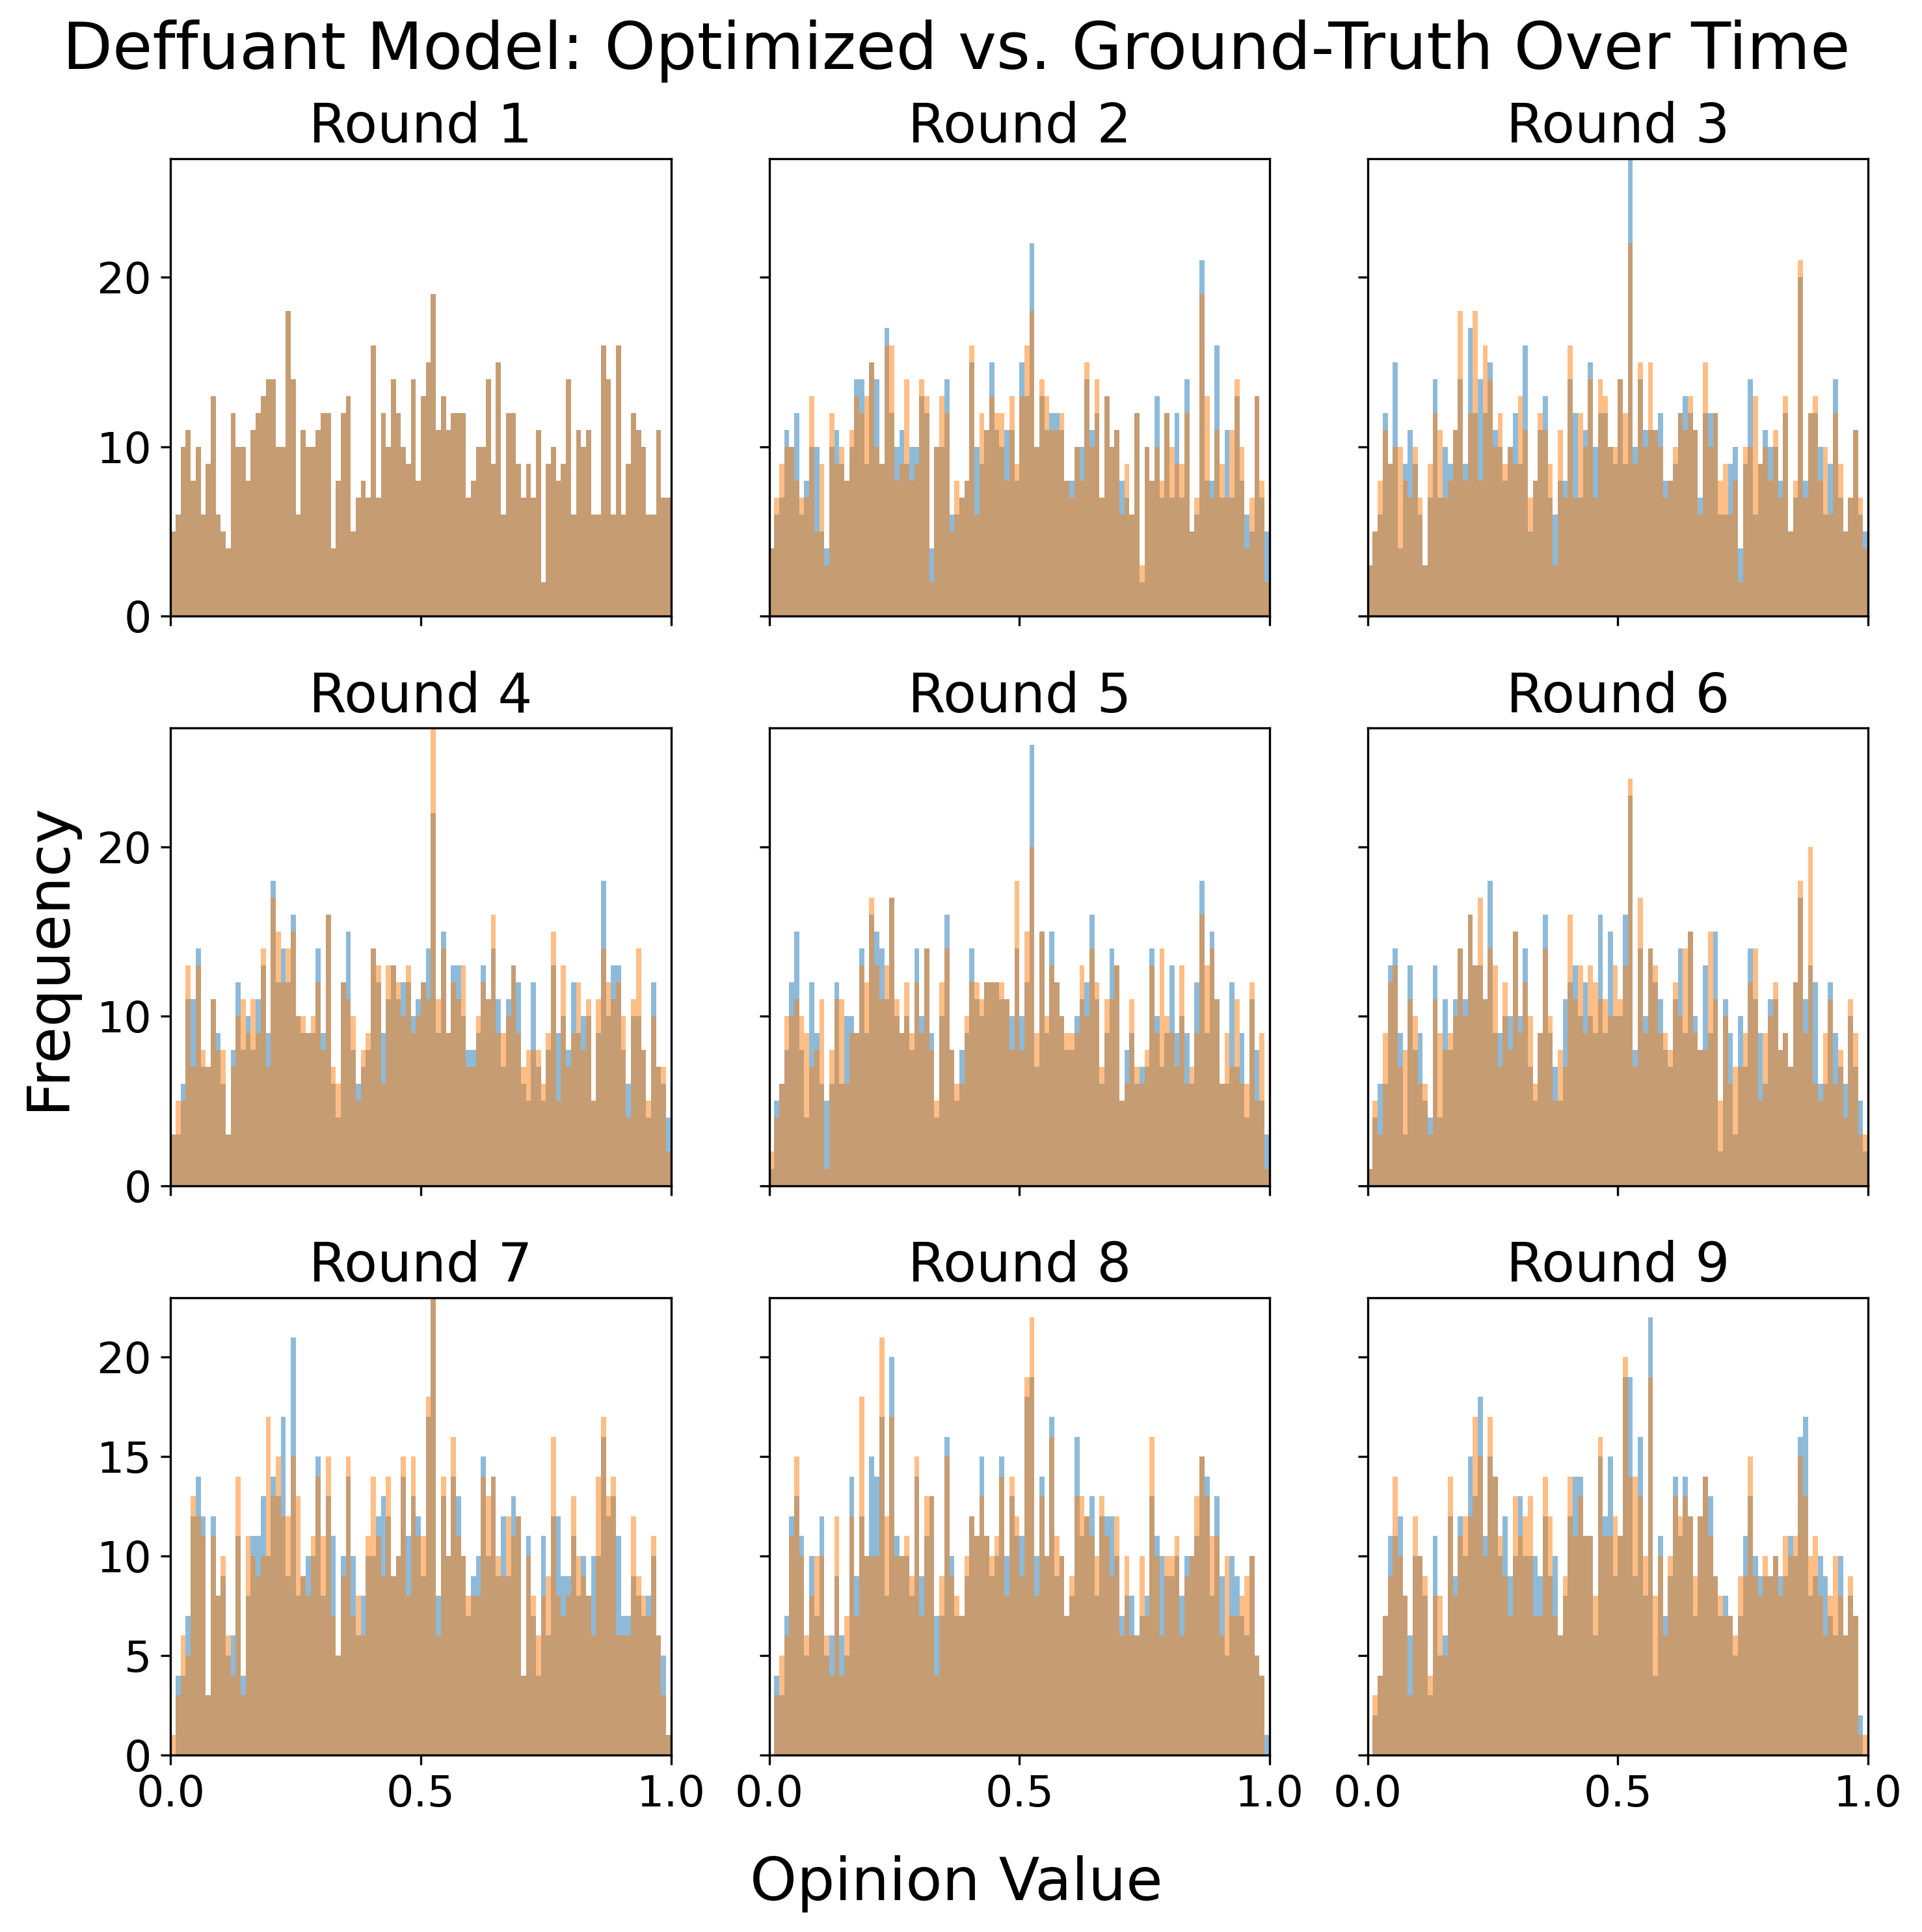 Deffuant Model: Optimized vs. Ground-Truth Over Time
Round 1
Round 2
Round 3
20
10
0
Round 4
Round 5
Round 6
Frequency
20
10
0
Round 7
Round 8
Round 9
20
15
10
5
0
0.0 0.5 1.0 0.0 0.5 1.0 0.0 0.5 1.0
Opinion Value